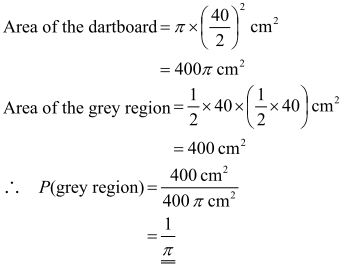 Area of the dartboard = π × (40/2)² cm²
= 400π cm²
Area of the grey region = 1/2 × 40 × (1/2 × 40) cm²
= 400 cm²
∴ P(grey region) = 400 cm²/400 π cm²
= 1/π